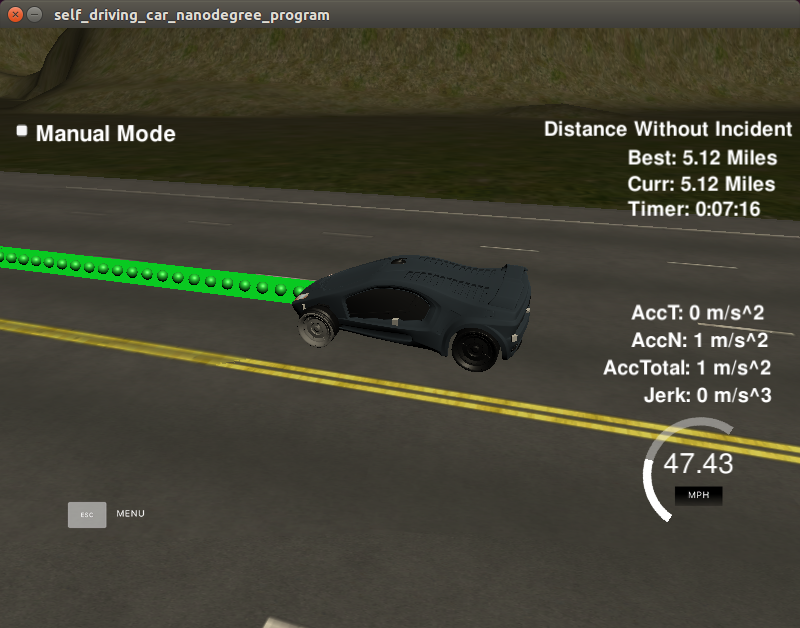 self_driving_car_nanodegree_program
Manual Mode
Distance Without Incident
Best: 5.12 Miles
Curr: 5.12 Miles
Timer: 0:07:16
AccT: 0 m/s^2
AccN: 1 m/s^2
AccTotal: 1 m/s^2
Jerk: 0 m/s^3
47.43
MPH
ESC MENU